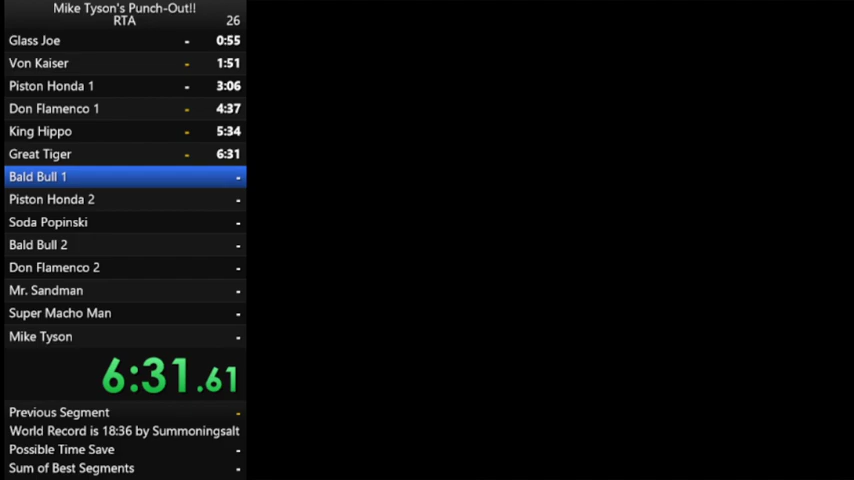 Mike Tyson's Punch-Out!!
RTA 26
Glass Joe - 0:55
Von Kaiser - 1:51
Piston Honda 1 - 3:06
Don Flamenco 1 - 4:37
King Hippo - 5:34
Great Tiger - 6:31
Bald Bull 1 -
Piston Honda 2 -
Soda Popinski -
Bald Bull 2 -
Don Flamenco 2 -
Mr. Sandman -
Super Macho Man -
Mike Tyson -
6:31.61
Previous Segment -
World Record is 18:36 by Summoningsalt
Possible Time Save -
Sum of Best Segments -